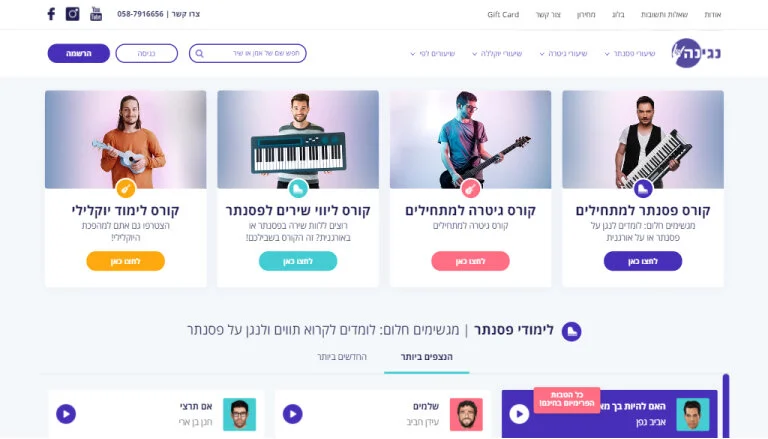 אודות
שאלות ותשובות
בלוג
מחירון
צור קשר
Gift Card
צרו קשר | 058-7916656
You Tube
נגינה
שיעורי פסנתר
שיעורי גיטרה
שיעורי יוקללה
שיעורים לפי
חפש שם של אמן או שיר
כניסה
הרשמה
קורס פסנתר למתחילים
מגשימים חלום: לומדים לנגן על
פסנתר או על אורגנית
לחצו כאן
קורס גיטרה למתחילים
קורס גיטרה למתחילים
לחצו כאן
קורס ליווי שירים לפסנתר
רוצים ללוות שירה בפסנתר או
באורגנית? זה הקורס בשבילכם!
לחצו כאן
קורס לימוד יוקלילי
הצטרפו גם אתם למהפכת
היוקלילי!
לחצו כאן
לימודי פסנתר | מגשימים חלום: לומדים לקרוא תווים ולנגן על פסנתר
הנצפים ביותר
החדשים ביותר
כל הטבות
הפרימיום בחינם!
האם להיות בך
אביב גפן
שלמים
עידן חביב
אם תרצי
חנן בן ארי